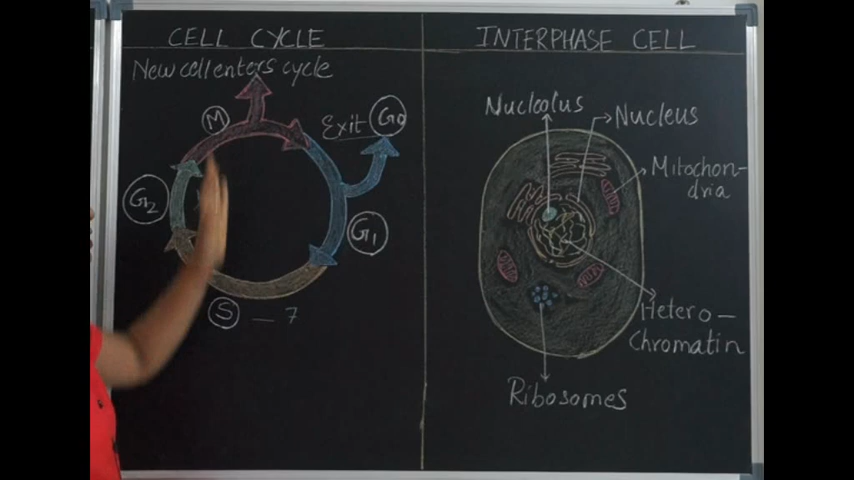 CELL CYCLE
New cell enters cycle
M
Exit G0
G2
G1
S — 7
INTERPHASE CELL
Nucleolus
Nucleus
Mitochon-
dria
Hetero-
Chromatin
Ribosomes